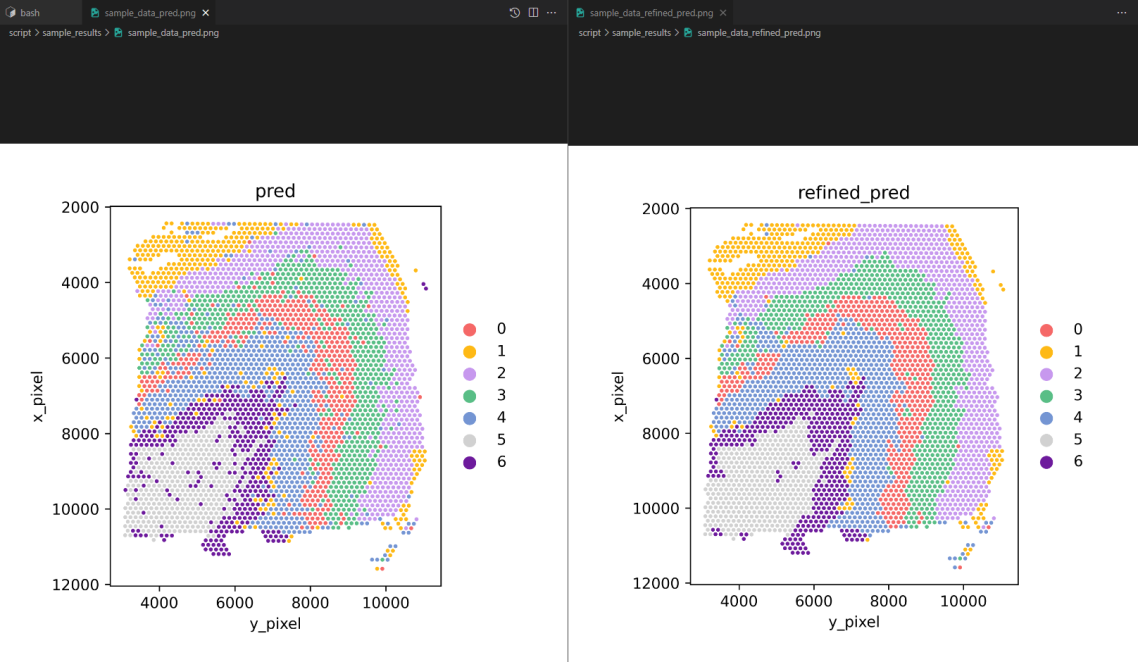 bash
sample_data_pred.png ×
script > sample_results > sample_data_pred.png
pred
2000
4000
6000
8000
10000
12000
x_pixel
4000 6000 8000 10000
y_pixel
0
1
2
3
4
5
6
sample_data_refined_pred.png ×
script > sample_results > sample_data_refined_pred.png
refined_pred
2000
4000
6000
8000
10000
12000
x_pixel
4000 6000 8000 10000
y_pixel
0
1
2
3
4
5
6